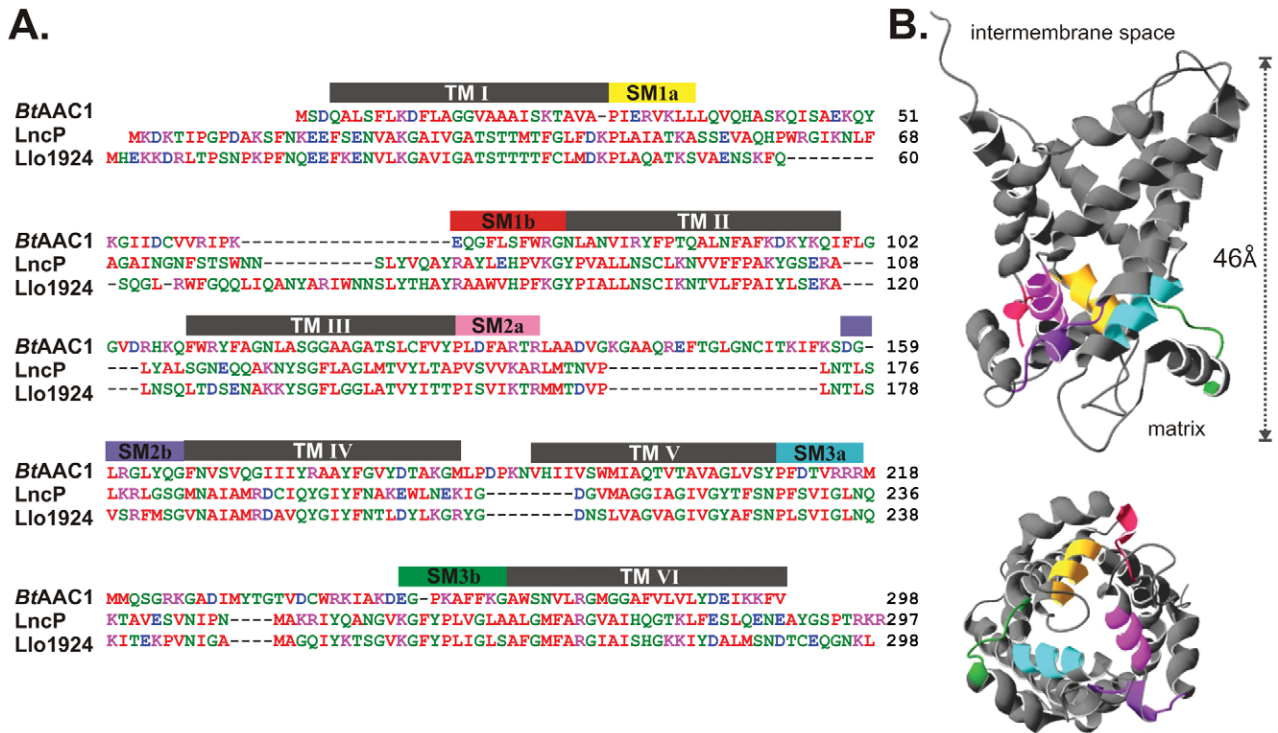 A.
TM I SM1a
BtAAC1 MSDQALSFLKDFLAGGVAAAISKTAVA-PIERVKLLLQVQHASKQISAEKQY 51
LncP MKDKTIPGPDAKSFNKEEFSENVAKGAIVGATSTTMTFGLFDKPLAIATKASSEVAQHPWRGIKNLF 68
Llo1924 MHEKKDRLTPSNPKPFNQEEFKENVLKGAVIGATSTTTTFCLMDKPLAQATKSVAENSKFQ-------- 60
SM1b TM II
BtAAC1 KGIIDCVVRIPK------------------EQGFLSFWRGNLANVIRYFPTQALNFAFKDKYKQIFLG 102
LncP AGAINGNFSTSWNN----------SLYVQAYRAYLEHPVKGYPVALLNSCLKNVVFFPAKYGSERA--- 108
Llo1924 -SQGL-RWFGQQLIQANYARIWNNSLYTHAYRAAWVHPFKGYPIALLNSCIKNTVLFPAIYLSEKA--- 120
TM III SM2a
BtAAC1 GVDRHKQFWRYFAGNLASGGAAGATSLCFVYPLDFARTRLAADVGKGAAQREFTGLGNCITKIFKSDG- 159
LncP ---LYALSGNEQQAKNYSGFLAGLMTVYLTAPISVVKARLMTNVP--------------------LNTLS 176
Llo1924 ---LNSQLTDSENAKKYSGFLGGLATVYITTPISVIKTRMMTDVP--------------------LNTLS 178
SM2b TM IV TM V SM3a
BtAAC1 LRGLYQGFNVSVQGIIIYRAAYFGVYDTAKGMLPDPKNVHIIVSWMIAQTVTAVAGLVSYPFDTVRRRM 218
LncP LKRLGSGMNAIAMRDCIQYGIYFNAKEWLNEKIG--------DGVMAGGIAGIVGYTFSNPFSVIGLNQ 236
Llo1924 VSRFMSGVNAIAMRDAVQYGIYFNTLDYLKGRYG--------DNSLVAGVAGIVGYAFSNPLSVIGLNQ 238
SM3b TM VI
BtAAC1 MMQSGRKGADIMYTGTVDCWRKIAKDEG-PKAFFKGAWSNVLRGMGGAFVLVLYDEIKKFV 298
LncP KTAVESVNIPN----MAKRIYQANGVKGFYPLVGLAALGMFARGVAIHQGTKLFESLQENEAYGSPTRKR 297
Llo1924 KITEKPVNIGA----MAGQIYKTSGVKGFYPLIGLSAFGMFARGAIAISHGKKIYDALMSNDTCEQGNKL 298
B.
intermembrane space
46Å
matrix